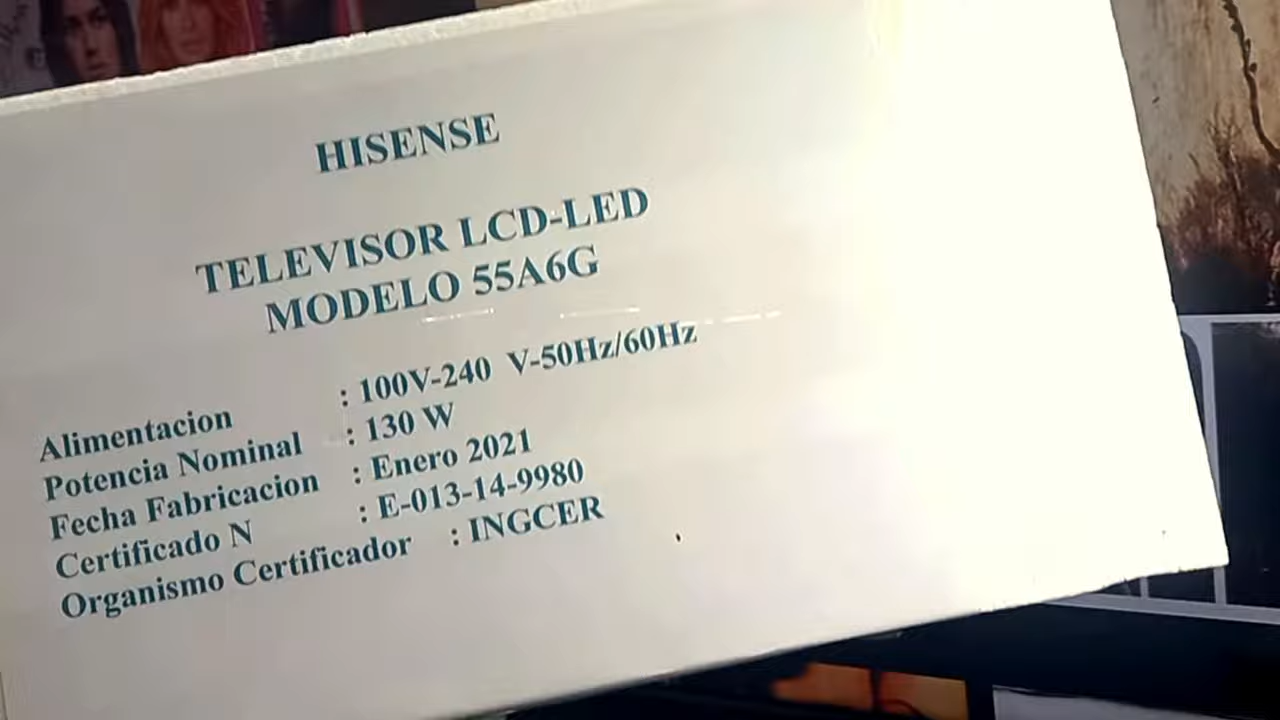 HISENSE
TELEVISOR LCD-LED
MODELO 55A6G
Alimentacion : 100V-240 V-50Hz/60Hz
Potencia Nominal : 130 W
Fecha Fabricacion : Enero 2021
Certificado N : E-013-14-9980
Organismo Certificador : INGCER